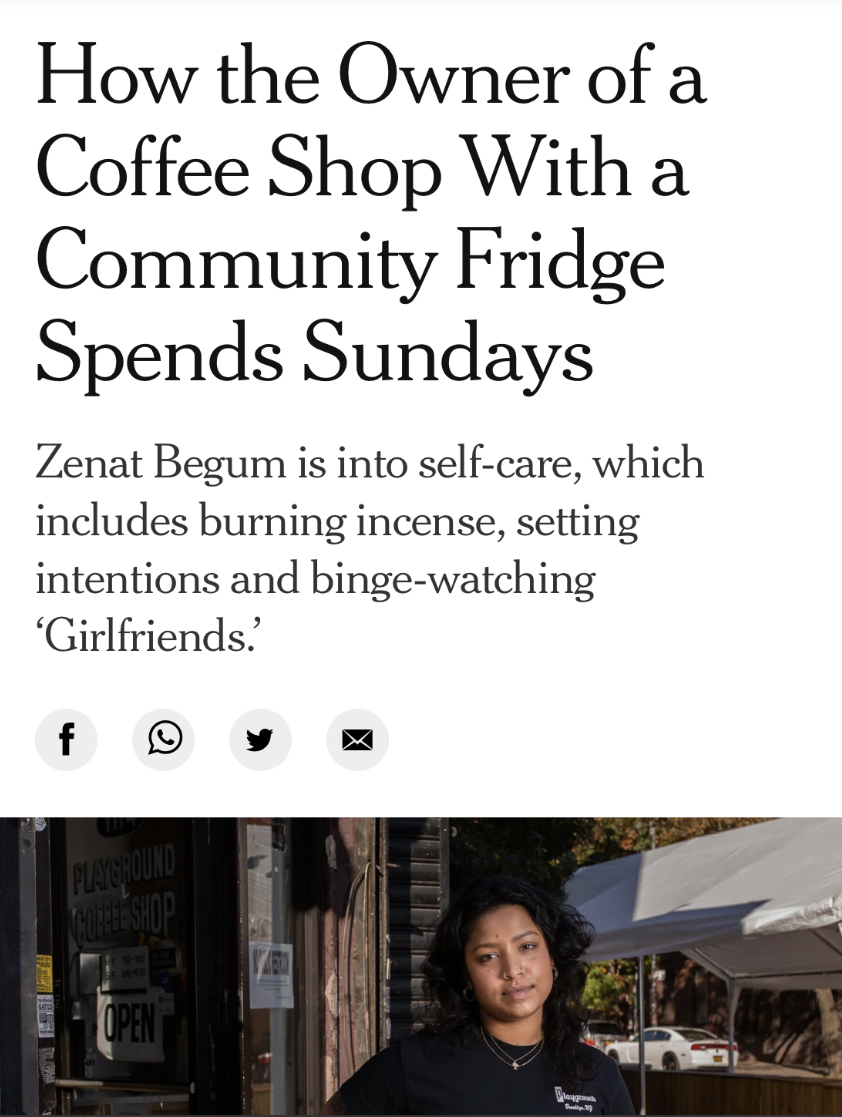 How the Owner of a
Coffee Shop With a
Community Fridge
Spends Sundays
Zenat Begum is into self-care, which
includes burning incense, setting
intentions and binge-watching
‘Girlfriends.’
PLAYGROUND
COFFEE SHOP
OPEN
Playground
Brooklyn, NY